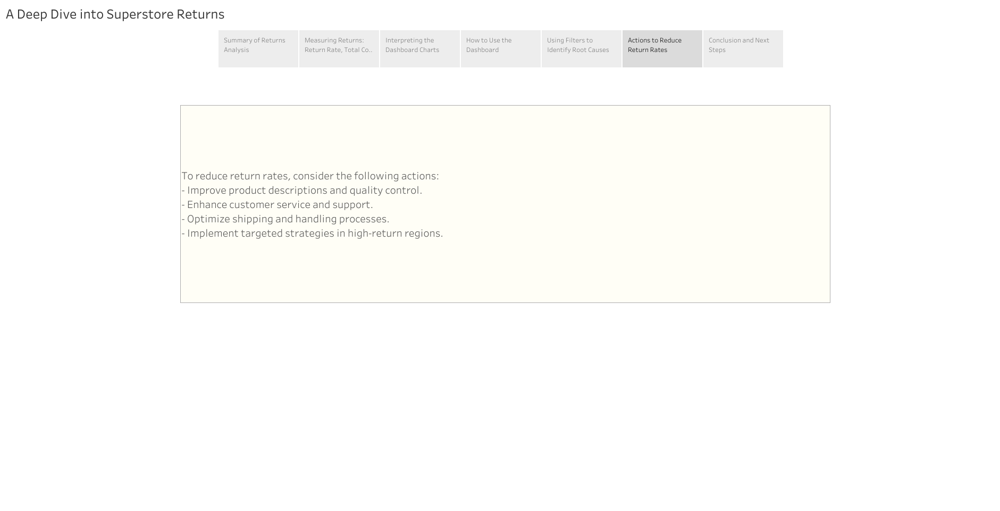 A Deep Dive into Superstore Returns
Summary of Returns
Analysis
Measuring Returns:
Return Rate, Total Co..
Interpreting the
Dashboard Charts
How to Use the
Dashboard
Using Filters to
Identify Root Causes
Actions to Reduce
Return Rates
Conclusion and Next
Steps
To reduce return rates, consider the following actions:
- Improve product descriptions and quality control.
- Enhance customer service and support.
- Optimize shipping and handling processes.
- Implement targeted strategies in high-return regions.